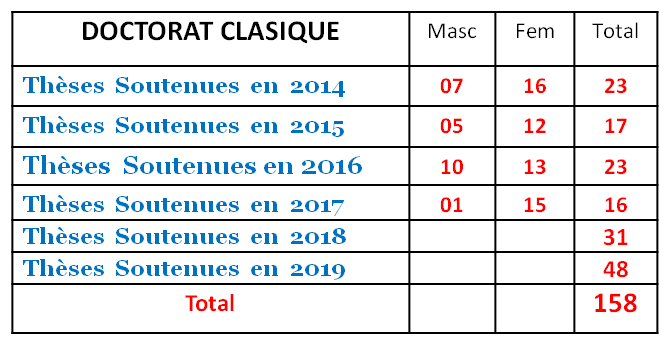 DOCTORAT CLASIQUE Masc Fem Total
Thèses Soutenues en 2014 07 16 23
Thèses Soutenues en 2015 05 12 17
Thèses Soutenues en 2016 10 13 23
Thèses Soutenues en 2017 01 15 16
Thèses Soutenues en 2018 31
Thèses Soutenues en 2019 48
Total 158